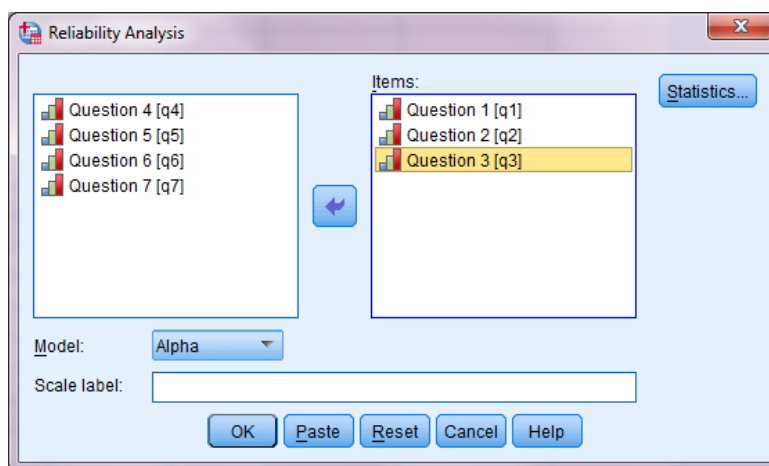 Reliability Analysis
Items:
Statistics...
Question 4 [q4]
Question 5 [q5]
Question 6 [q6]
Question 7 [q7]
Question 1 [q1]
Question 2 [q2]
Question 3 [q3]
Model:
Alpha
Scale label:
OK
Paste
Reset
Cancel
Help